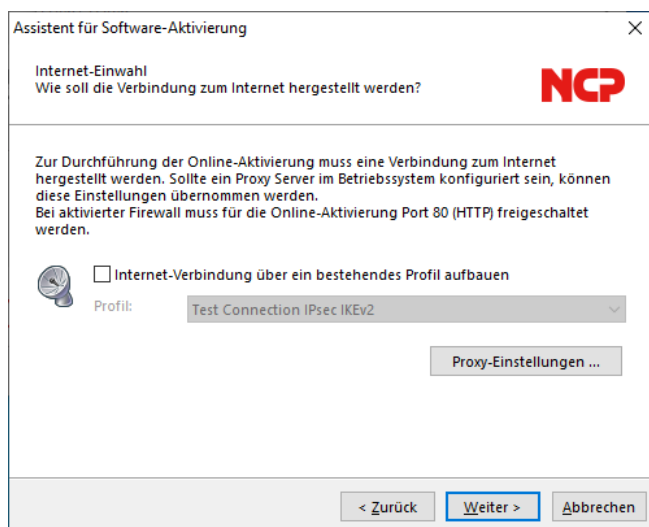 Assistent für Software-Aktivierung
Internet-Einwahl
Wie soll die Verbindung zum Internet hergestellt werden?
NCP
Zur Durchführung der Online-Aktivierung muss eine Verbindung zum Internet
hergestellt werden. Sollte ein Proxy Server im Betriebssystem konfiguriert sein, können
diese Einstellungen übernommen werden.
Bei aktivierter Firewall muss für die Online-Aktivierung Port 80 (HTTP) freigeschaltet
werden.
Internet-Verbindung über ein bestehendes Profil aufbauen
Profil: Test Connection IPsec IKEv2
Proxy-Einstellungen ...
< Zurück Weiter > Abbrechen